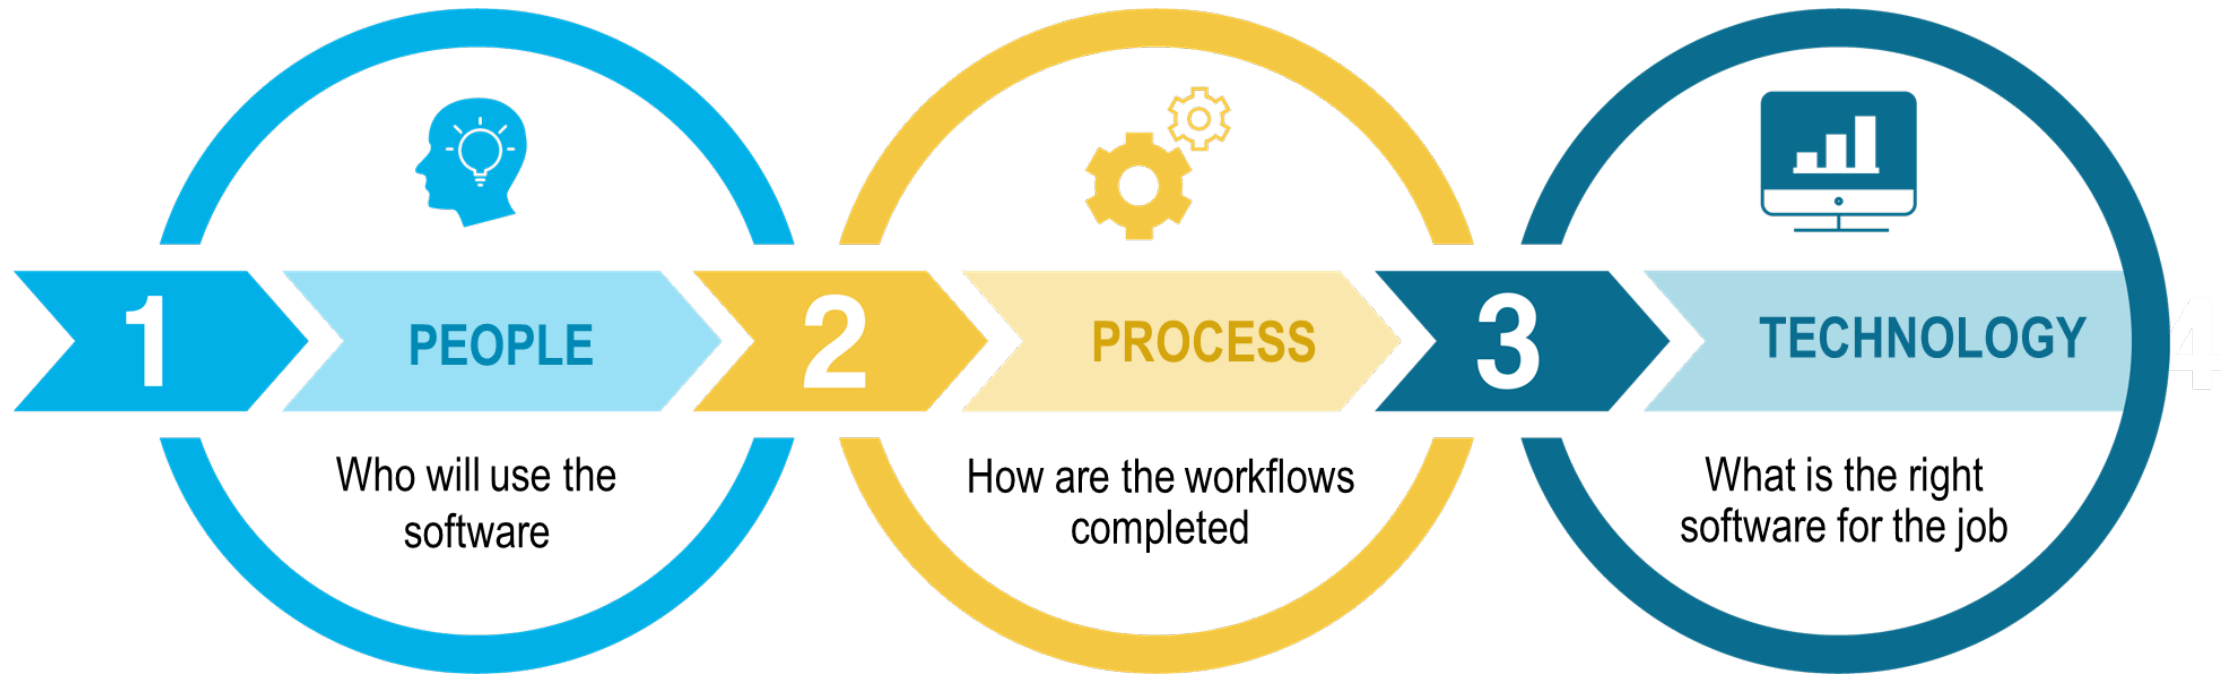 1
PEOPLE
Who will use the
software
2
PROCESS
How are the workflows
completed
3
TECHNOLOGY
What is the right
software for the job
4